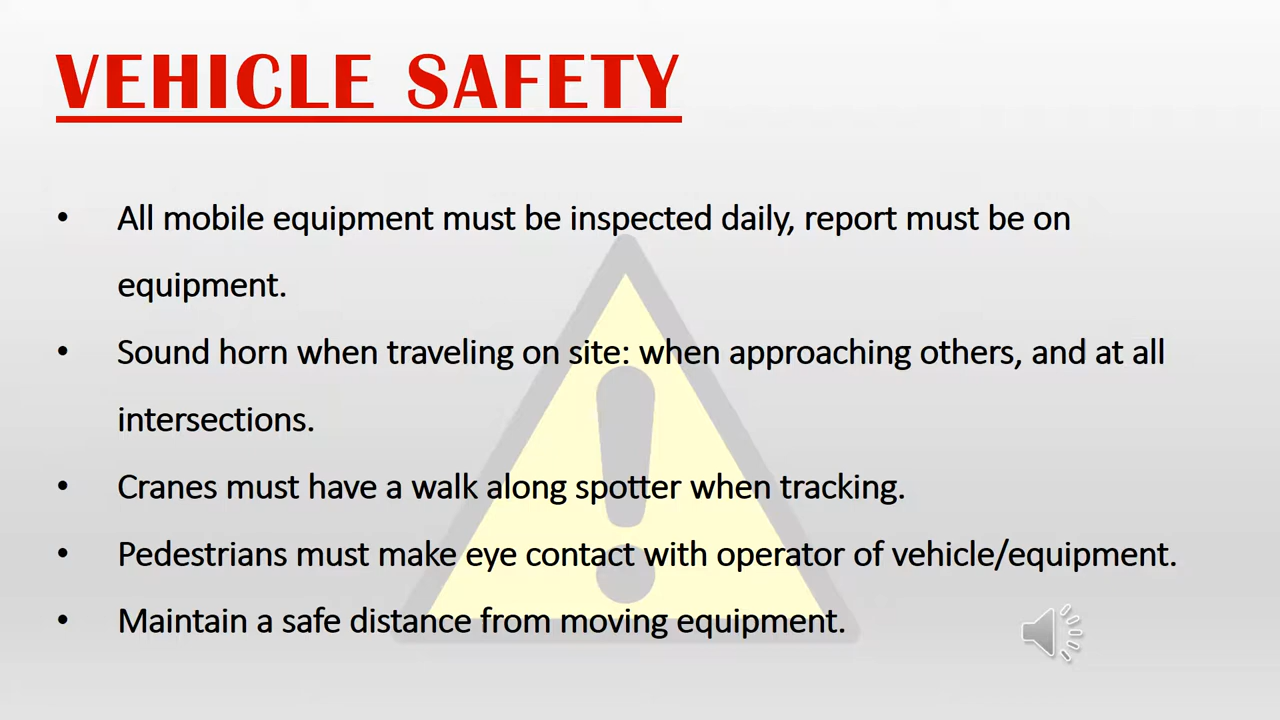 VEHICLE SAFETY
• All mobile equipment must be inspected daily, report must be on
equipment.
• Sound horn when traveling on site: when approaching others, and at all
intersections.
• Cranes must have a walk along spotter when tracking.
• Pedestrians must make eye contact with operator of vehicle/equipment.
• Maintain a safe distance from moving equipment.